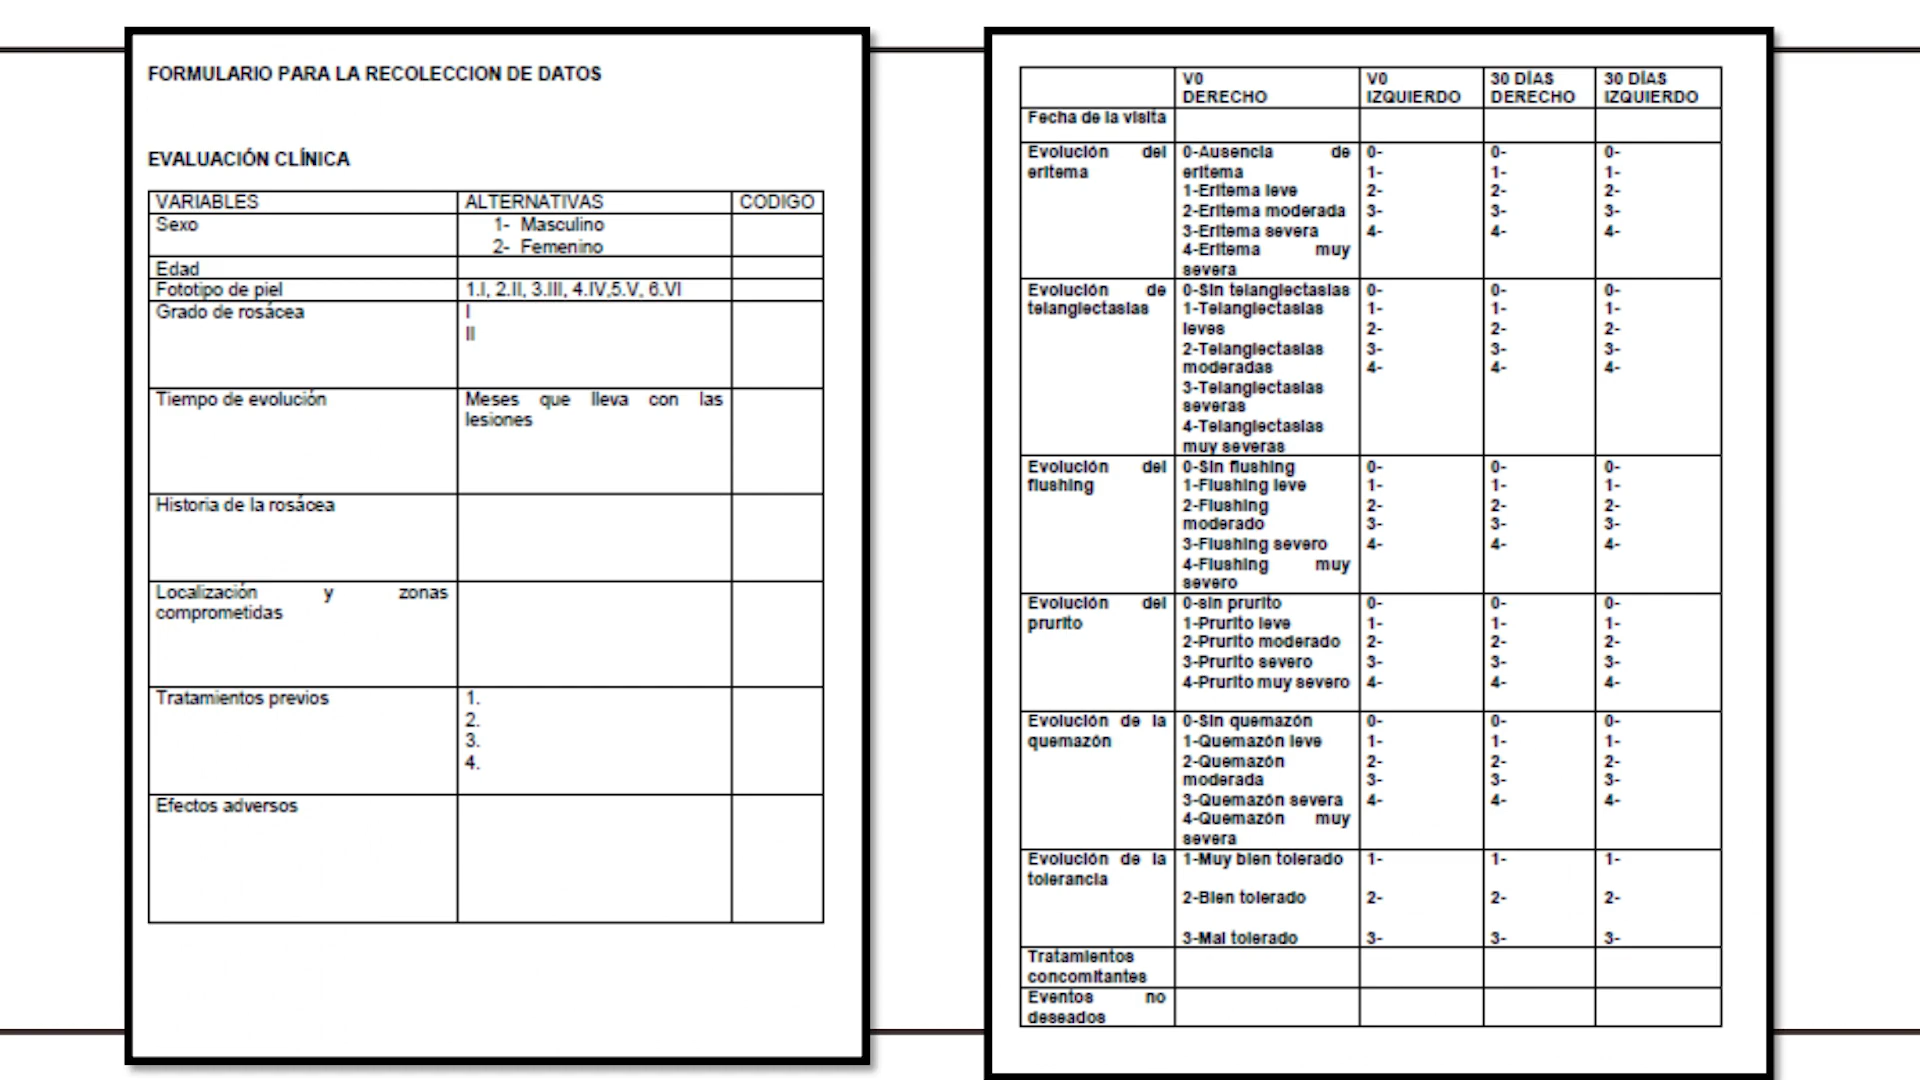 FORMULARIO PARA LA RECOLECCION DE DATOS
EVALUACIÓN CLÍNICA
VARIABLES ALTERNATIVAS CODIGO
Sexo 1- Masculino
2- Femenino
Edad
Fototipo de piel 1.I, 2.II, 3.III, 4.IV,5.V, 6.VI
Grado de rosácea I
II
Tiempo de evolución Meses que lleva con las
lesiones
Historia de la rosácea
Localización y zonas
comprometidas
Tratamientos previos 1.
2.
3.
4.
Efectos adversos
V0 V0 30 DÍAS 30 DÍAS
DERECHO IZQUIERDO DERECHO IZQUIERDO
Fecha de la visita
Evolución del 0-Ausencia de 0- 0- 0-
eritema eritema 1- 1- 1-
1-Eritema leve 2- 2- 2-
2-Eritema moderada 3- 3- 3-
3-Eritema severa 4- 4- 4-
4-Eritema muy
severa
Evolución de 0-Sin telangiectasias 0- 0- 0-
telangiectasias 1-Telangiectasias 1- 1- 1-
leves 2- 2- 2-
2-Telangiectasias 3- 3- 3-
moderadas 4- 4- 4-
3-Telangiectasias
severas
4-Telangiectasias
muy severas
Evolución del 0-Sin flushing 0- 0- 0-
flushing 1-Flushing leve 1- 1- 1-
2-Flushing 2- 2- 2-
moderado 3- 3- 3-
3-Flushing severo 4- 4- 4-
4-Flushing muy
severo
Evolución del 0-sin prurito 0- 0- 0-
prurito 1-Prurito leve 1- 1- 1-
2-Prurito moderado 2- 2- 2-
3-Prurito severo 3- 3- 3-
4-Prurito muy severo 4- 4- 4-
Evolución de la 0-Sin quemazón 0- 0- 0-
quemazón 1-Quemazón leve 1- 1- 1-
2-Quemazón 2- 2- 2-
moderada 3- 3- 3-
3-Quemazón severa 4- 4- 4-
4-Quemazón muy
severa
Evolución de la 1-Muy bien tolerado 1- 1- 1-
tolerancia
2-Bien tolerado 2- 2- 2-
3-Mal tolerado 3- 3- 3-
Tratamientos
concomitantes
Eventos no
deseados